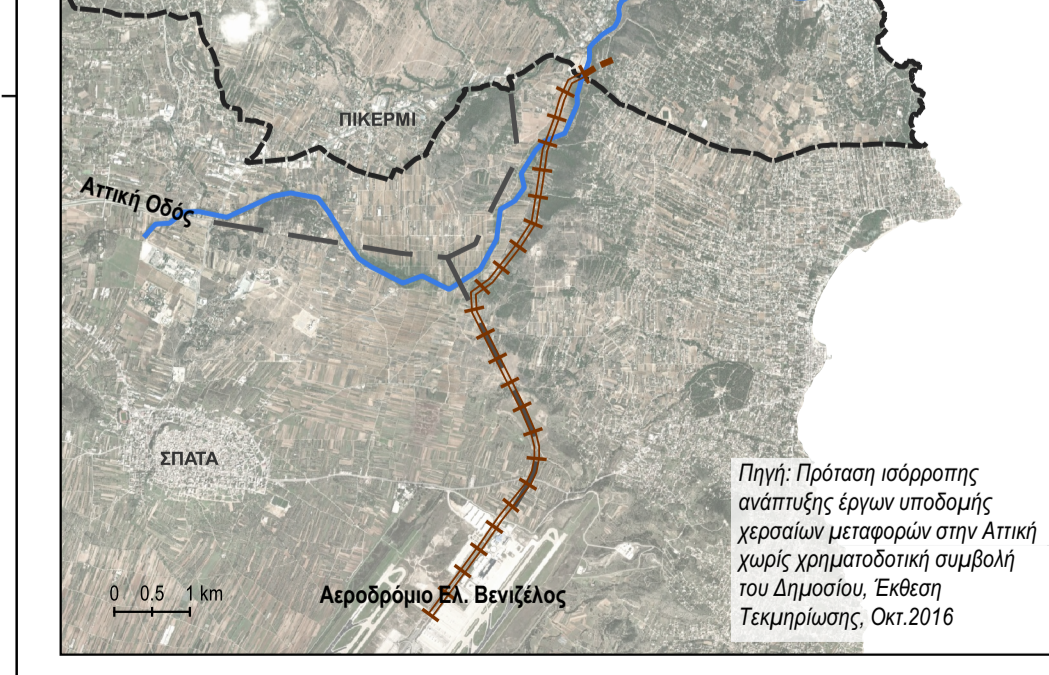 ΠΙΚΕΡΜΙ
Αττική Οδός
ΣΠΑΤΑ
Πηγή: Πρόταση ισόρροπης
ανάπτυξης έργων υποδομής
χερσαίων μεταφορών στην Αττική
χωρίς χρηματοδοτική συμβολή
του Δημοσίου, Έκθεση
Τεκμηρίωσης, Οκτ.2016
0 0.5 1 km
Αεροδρόμιο Ελ. Βενιζέλος